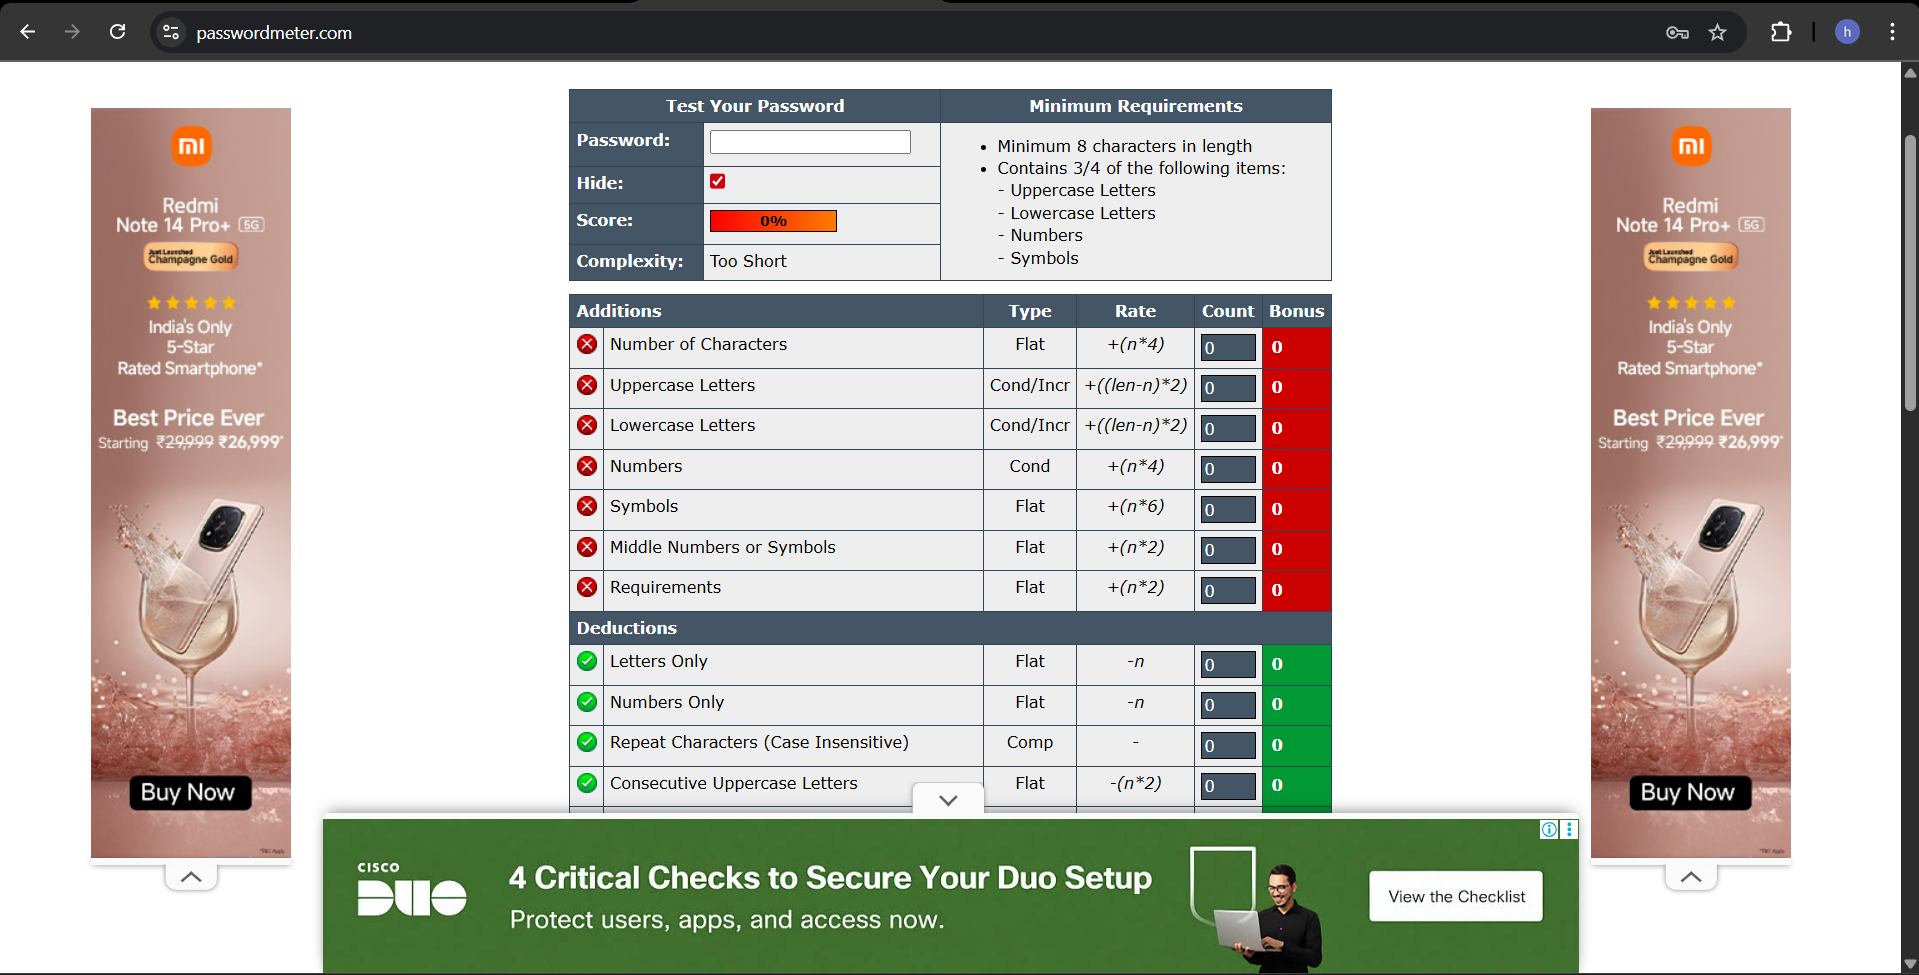 passwordmeter.com
h
Test Your Password
Minimum Requirements
Password:
Hide:
Score:
0%
Complexity:
Too Short
• Minimum 8 characters in length
• Contains 3/4 of the following items:
- Uppercase Letters
- Lowercase Letters
- Numbers
- Symbols
Additions Type Rate Count Bonus
Number of Characters Flat +(n*4) 0 0
Uppercase Letters Cond/Incr +((len-n)*2) 0 0
Lowercase Letters Cond/Incr +((len-n)*2) 0 0
Numbers Cond +(n*4) 0 0
Symbols Flat +(n*6) 0 0
Middle Numbers or Symbols Flat +(n*2) 0 0
Requirements Flat +(n*2) 0 0
Deductions
Letters Only Flat -n 0 0
Numbers Only Flat -n 0 0
Repeat Characters (Case Insensitive) Comp - 0 0
Consecutive Uppercase Letters Flat -(n*2) 0 0
mi
Redmi
Note 14 Pro+ 5G
Just Launched
Champagne Gold
India's Only
5-Star
Rated Smartphone*
Best Price Ever
Starting ₹29,999 ₹26,999*
Buy Now
mi
Redmi
Note 14 Pro+ 5G
Just Launched
Champagne Gold
India's Only
5-Star
Rated Smartphone*
Best Price Ever
Starting ₹29,999 ₹26,999*
Buy Now
CISCO
DUO
4 Critical Checks to Secure Your Duo Setup
Protect users, apps, and access now.
View the Checklist